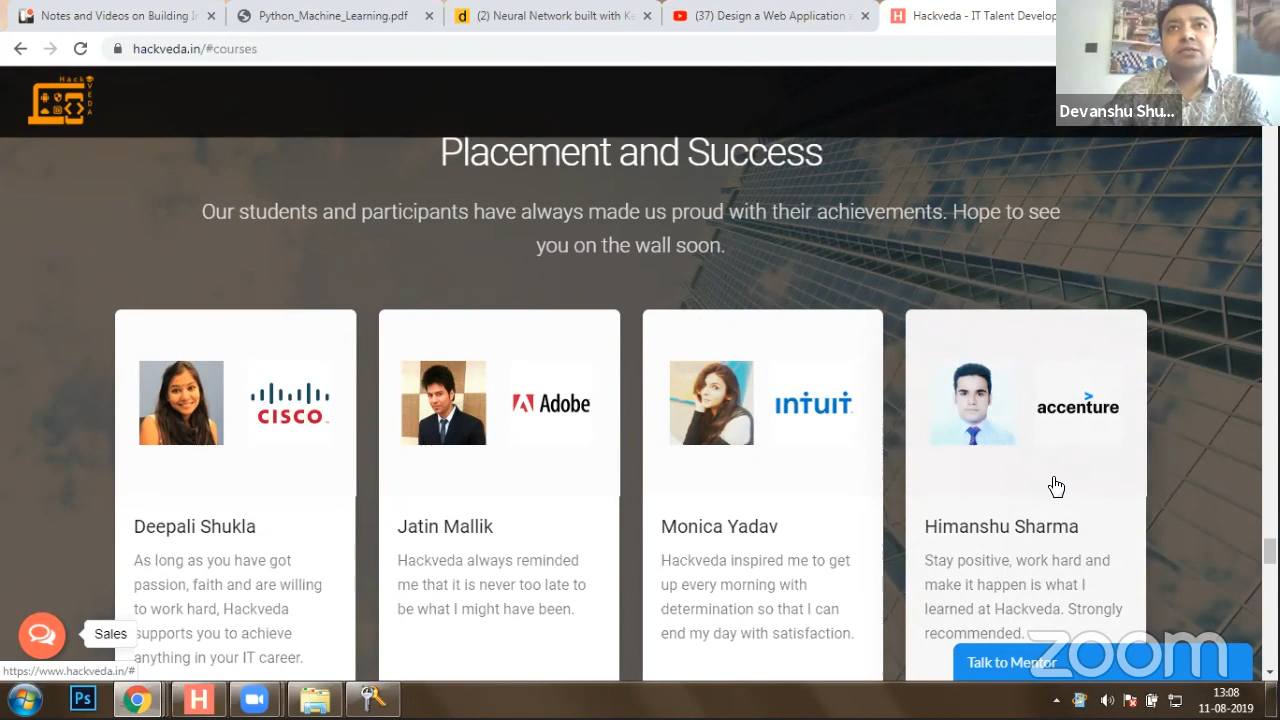 Notes and Videos on Building I
Python_Machine_Learning.pdf
(2) Neural Network built with Ke
(37) Design a Web Application a
Hackveda - IT Talent Develop
hackveda.in/#courses
Hack
VEDA
Devanshu Shu...
Placement and Success
Our students and participants have always made us proud with their achievements. Hope to see
you on the wall soon.
CISCO
Adobe
intuit
accenture
Deepali Shukla
As long as you have got
passion, faith and are willing
to work hard, Hackveda
supports you to achieve
anything in your IT career.
Jatin Mallik
Hackveda always reminded
me that it is never too late to
be what I might have been.
Monica Yadav
Hackveda inspired me to get
up every morning with
determination so that I can
end my day with satisfaction.
Himanshu Sharma
Stay positive, work hard and
make it happen is what I
learned at Hackveda. Strongly
recommended.
Sales
Talk to Mentor
zoom
https://www.hackveda.in/#
Ps
H
13:08
11-08-2019